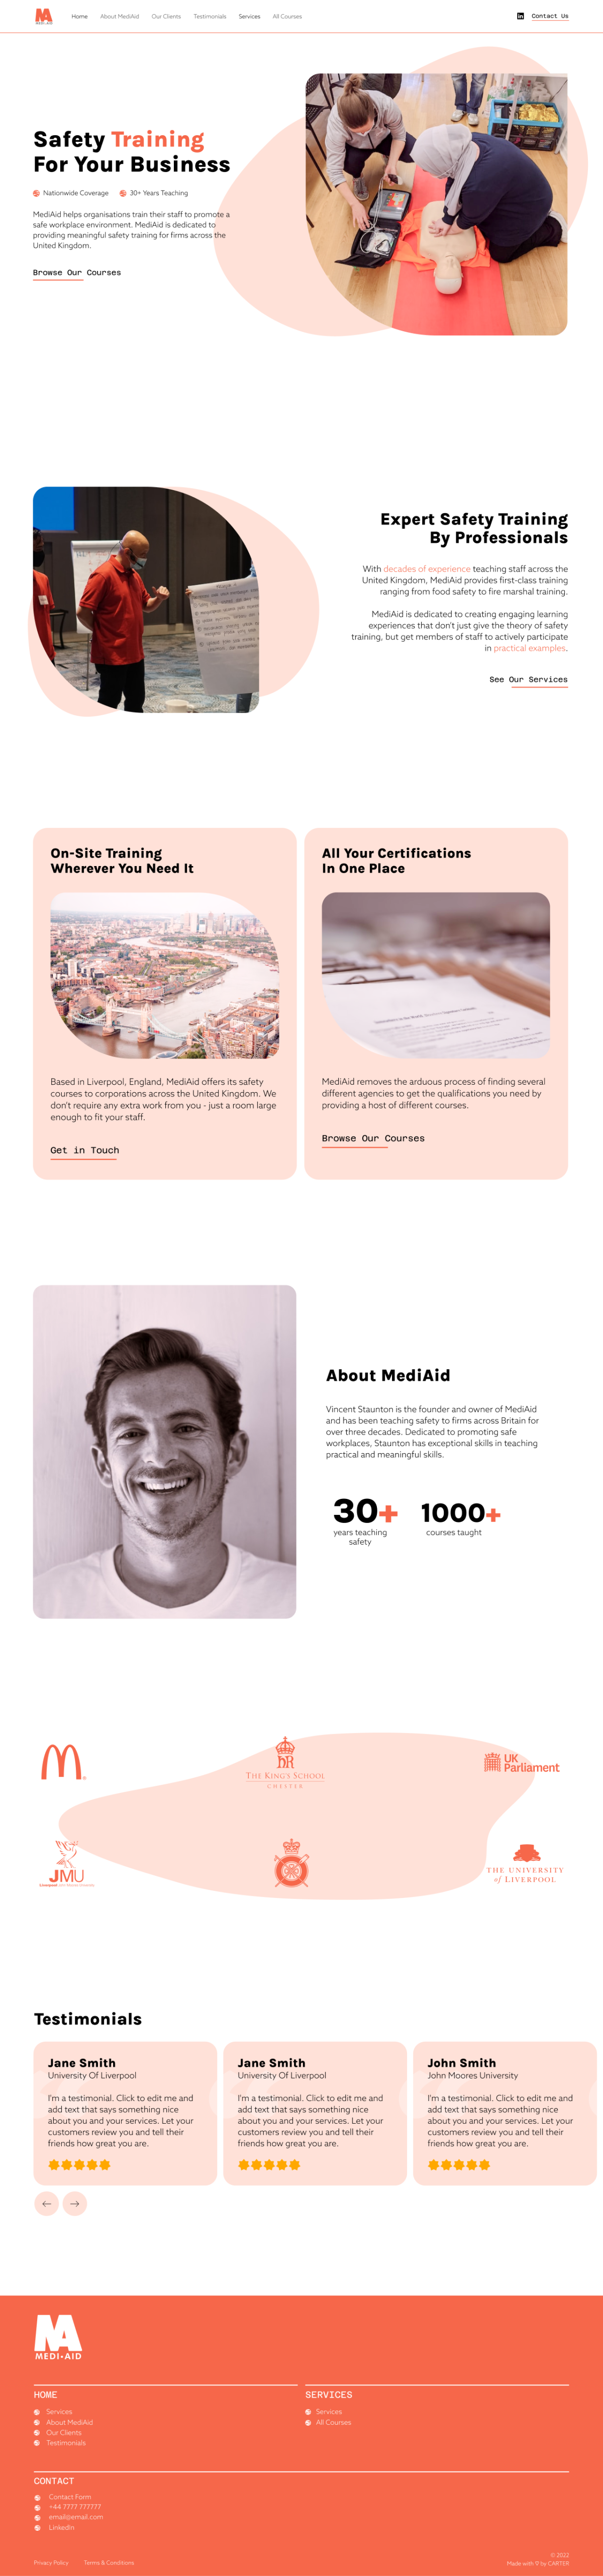 MEDI·AID
Home
About MediAid
Our Clients
Testimonials
Services
All Courses
Contact Us
Safety Training
For Your Business
Nationwide Coverage
30+ Years Teaching
MediAid helps organisations train their staff to promote a
safe workplace environment. MediAid is dedicated to
providing meaningful safety training for firms across the
United Kingdom.
Browse Our Courses
Expert Safety Training
By Professionals
With decades of experience teaching staff across the
United Kingdom, MediAid provides first-class training
ranging from food safety to fire marshal training.
MediAid is dedicated to creating engaging learning
experiences that don't just give the theory of safety
training, but get members of staff to actively participate
in practical examples.
See Our Services
On-Site Training
Wherever You Need It
Based in Liverpool, England, MediAid offers its safety
courses to corporations across the United Kingdom. We
don't require any extra work from you - just a room large
enough to fit your staff.
Get in Touch
All Your Certifications
In One Place
MediAid removes the arduous process of finding several
different agencies to get the qualifications you need by
providing a host of different courses.
Browse Our Courses
About MediAid
Vincent Staunton is the founder and owner of MediAid
and has been teaching safety to firms across Britain for
over three decades. Dedicated to promoting safe
workplaces, Staunton has exceptional skills in teaching
practical and meaningful skills.
30+
years teaching
safety
1000+
courses taught
THE KING'S SCHOOL
CHESTER
UK
Parliament
JMU
Liverpool John Moores University
THE UNIVERSITY
of LIVERPOOL
Testimonials
Jane Smith
University Of Liverpool
I'm a testimonial. Click to edit me and
add text that says something nice
about you and your services. Let your
customers review you and tell their
friends how great you are.
Jane Smith
University Of Liverpool
I'm a testimonial. Click to edit me and
add text that says something nice
about you and your services. Let your
customers review you and tell their
friends how great you are.
John Smith
John Moores University
I'm a testimonial. Click to edit me and
add text that says something nice
about you and your services. Let your
customers review you and tell their
friends how great you are.
MEDI·AID
HOME
Services
About MediAid
Our Clients
Testimonials
SERVICES
Services
All Courses
CONTACT
Contact Form
+44 7777 777777
email@email.com
LinkedIn
Privacy Policy
Terms & Conditions
© 2022
Made with ♡ by CARTER